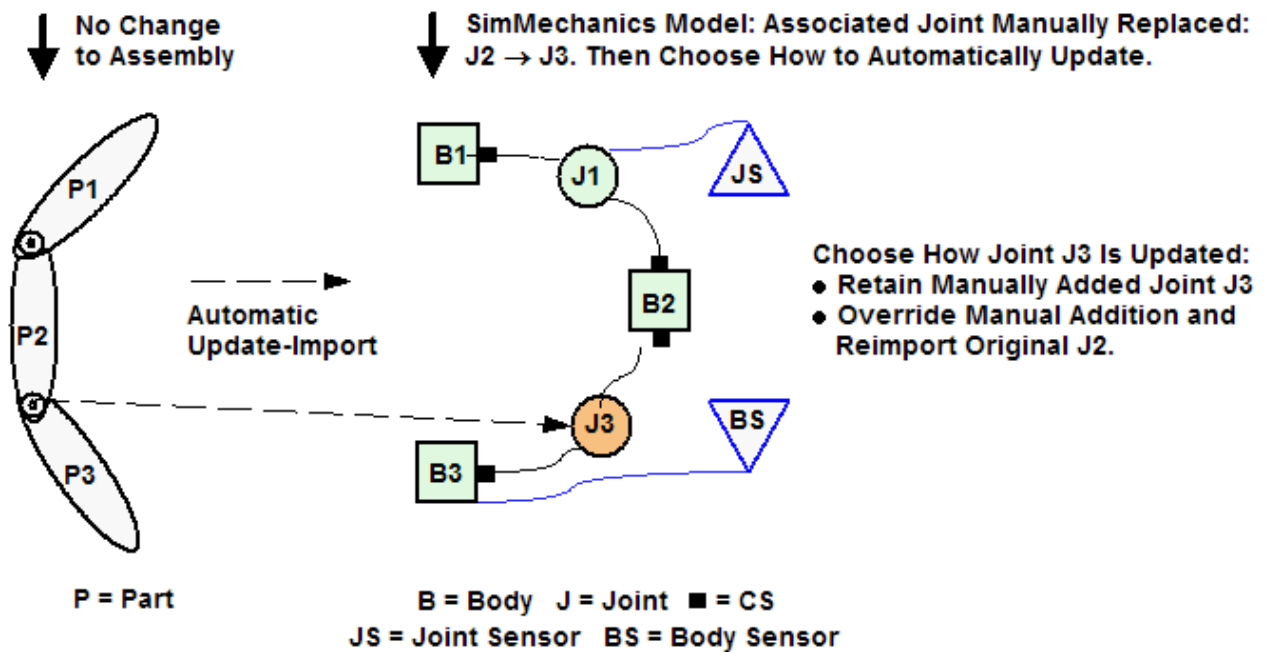 No Change
to Assembly
SimMechanics Model: Associated Joint Manually Replaced:
J2 → J3. Then Choose How to Automatically Update.
P1
B1
J1
JS
Choose How Joint J3 Is Updated:
● Retain Manually Added Joint J3
● Override Manual Addition and
Reimport Original J2.
P2
Automatic
Update-Import
B2
J3
BS
P3
B3
P = Part
B = Body J = Joint ■ = CS
JS = Joint Sensor BS = Body Sensor